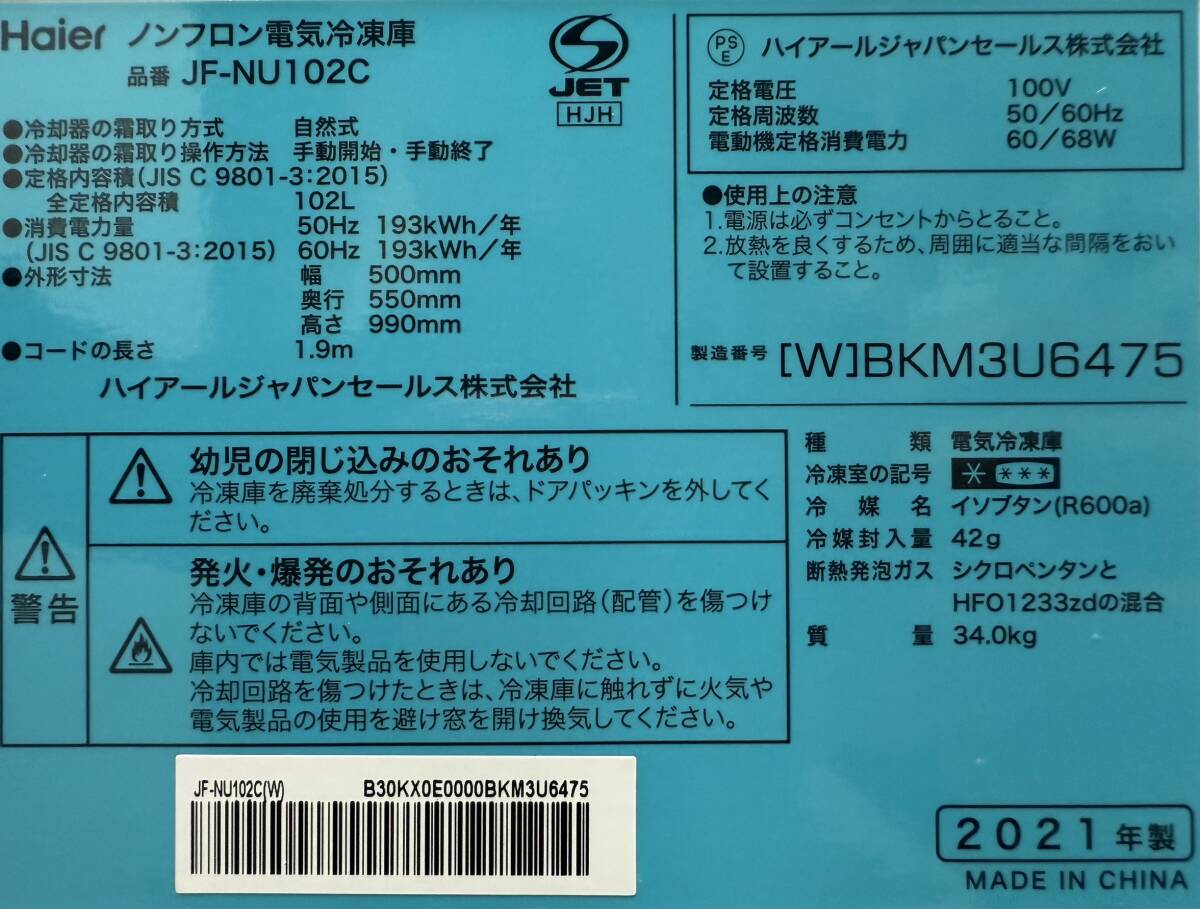 Haier ノンフロン電気冷凍庫
品番 JF-NU102C
●冷却器の霜取り方式 自然式
●冷却器の霜取り操作方法 手動開始・手動終了
●定格内容積(JIS C 9801-3:2015)
全定格内容積 102L
●消費電力量 50Hz 193kWh/年
(JIS C 9801-3:2015) 60Hz 193kWh/年
●外形寸法 幅 500mm
奥行 550mm
高さ 990mm
●コードの長さ 1.9m
ハイアールジャパンセールス株式会社
S
JET
HJH
PS
E
ハイアールジャパンセールス株式会社
定格電圧 100V
定格周波数 50/60Hz
電動機定格消費電力 60/68W
●使用上の注意
1.電源は必ずコンセントからとること。
2.放熱を良くするため、周囲に適当な間隔をおい
て設置すること。
製造番号 [W]BKM3U6475
警告
幼児の閉じ込みのおそれあり
冷凍庫を廃棄処分するときは、ドアパッキンを外してく
ださい。
発火・爆発のおそれあり
冷凍庫の背面や側面にある冷却回路(配管)を傷つけ
ないでください。
庫内では電気製品を使用しないでください。
冷却回路を傷つけたときは、冷凍庫に触れずに火気や
電気製品の使用を避け窓を開け換気してください。
種類 電気冷凍庫
冷凍室の記号 * ***
冷媒名 イソブタン(R600a)
冷媒封入量 42g
断熱発泡ガス シクロペンタンと
HFO1233zdの混合
質量 34.0kg
JF-NU102C(W) B30KX0E0000BKM3U6475
2021年製
MADE IN CHINA